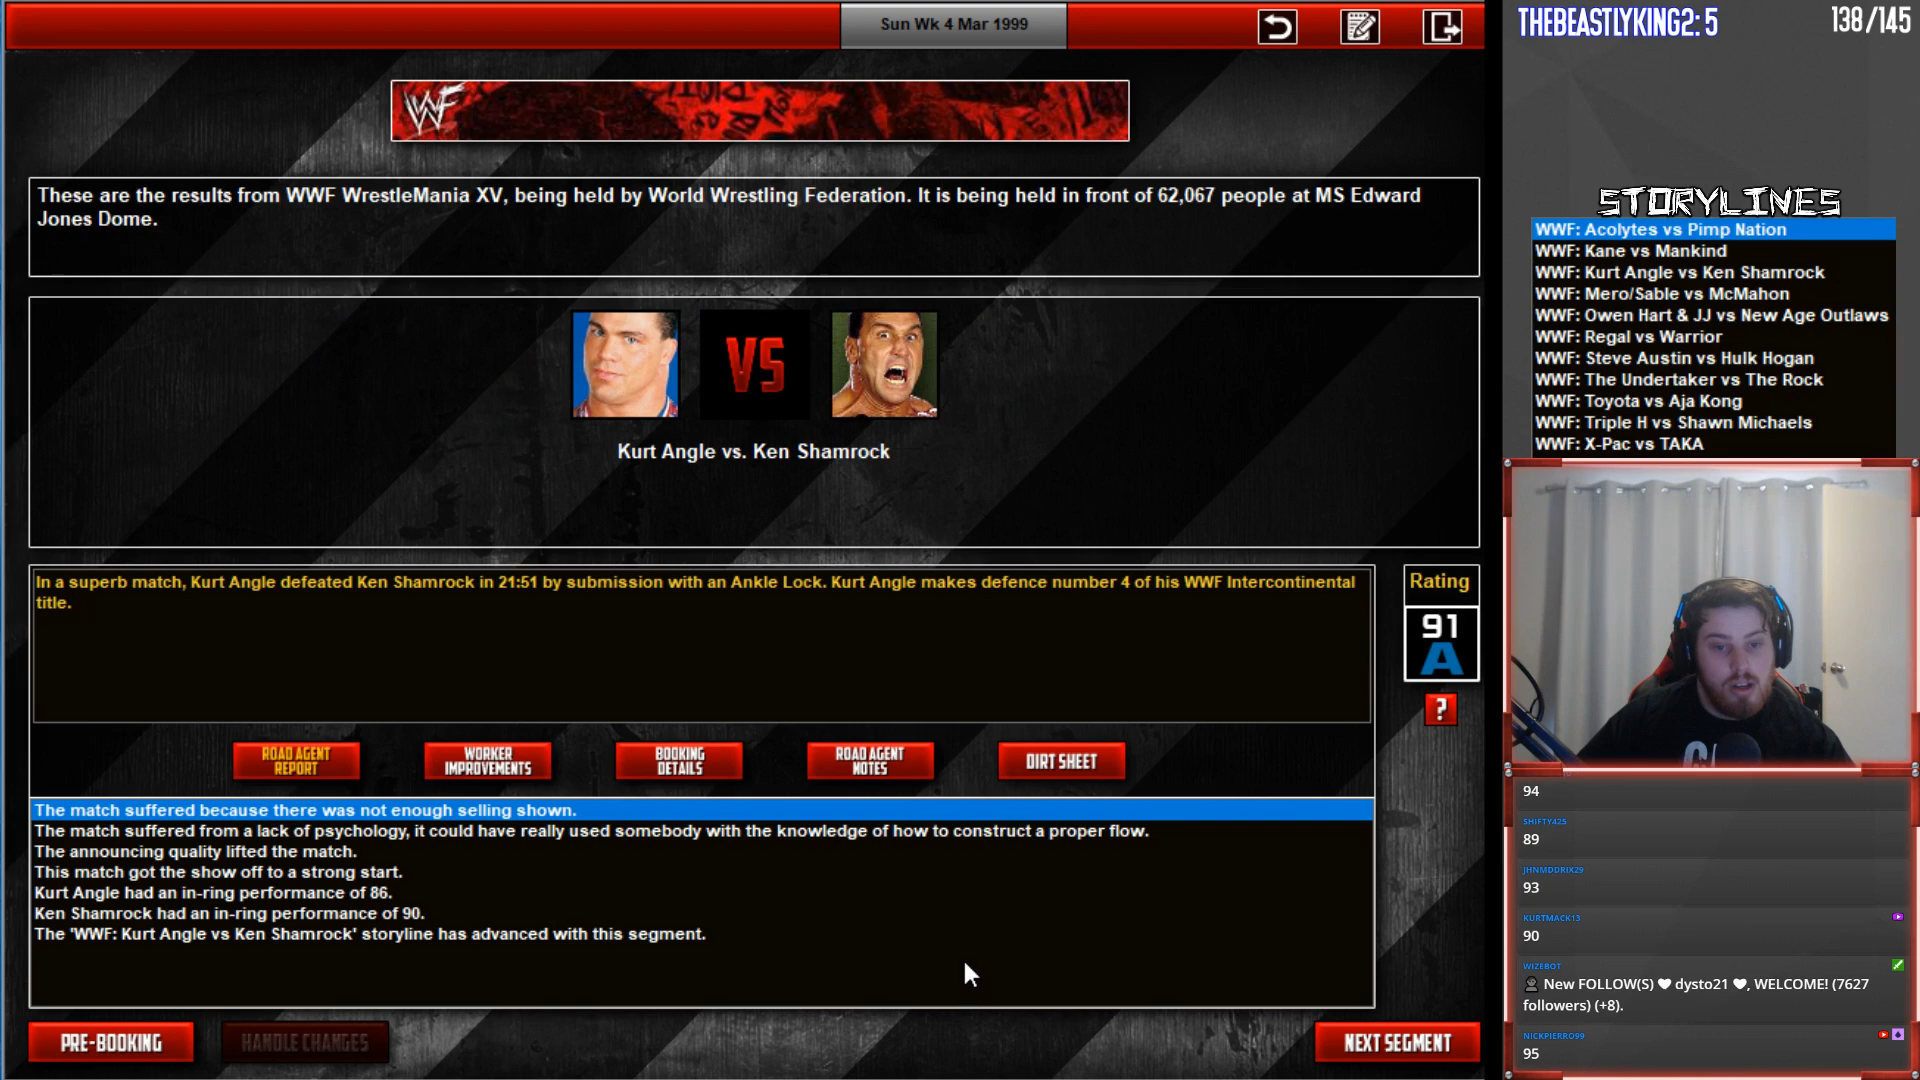 Sun Wk 4 Mar 1999
THEBEASTLYKING2: 5
138/145
WWF
These are the results from WWF WrestleMania XV, being held by World Wrestling Federation. It is being held in front of 62,067 people at MS Edward
Jones Dome.
VS
Kurt Angle vs. Ken Shamrock
In a superb match, Kurt Angle defeated Ken Shamrock in 21:51 by submission with an Ankle Lock. Kurt Angle makes defence number 4 of his WWF Intercontinental
title.
Rating
91
A
?
ROAD AGENT
REPORT
WORKER
IMPROVEMENTS
BOOKING
DETAILS
ROAD AGENT
NOTES
DIRT SHEET
The match suffered because there was not enough selling shown.
The match suffered from a lack of psychology, it could have really used somebody with the knowledge of how to construct a proper flow.
The announcing quality lifted the match.
This match got the show off to a strong start.
Kurt Angle had an in-ring performance of 86.
Ken Shamrock had an in-ring performance of 90.
The 'WWF: Kurt Angle vs Ken Shamrock' storyline has advanced with this segment.
PRE-BOOKING
HANDLE CHANGES
NEXT SEGMENT
STORYLINES
WWF: Acolytes vs Pimp Nation
WWF: Kane vs Mankind
WWF: Kurt Angle vs Ken Shamrock
WWF: Mero/Sable vs McMahon
WWF: Owen Hart & JJ vs New Age Outlaws
WWF: Regal vs Warrior
WWF: Steve Austin vs Hulk Hogan
WWF: The Undertaker vs The Rock
WWF: Toyota vs Aja Kong
WWF: Triple H vs Shawn Michaels
WWF: X-Pac vs TAKA
94
SHIFTY425
89
JHNMDDRIX29
93
KURTMACK13
90
WIZEBOT
New FOLLOW(S) ❤ dysto21 ❤, WELCOME! (7627
followers) (+8).
NICKPIERRO99
95